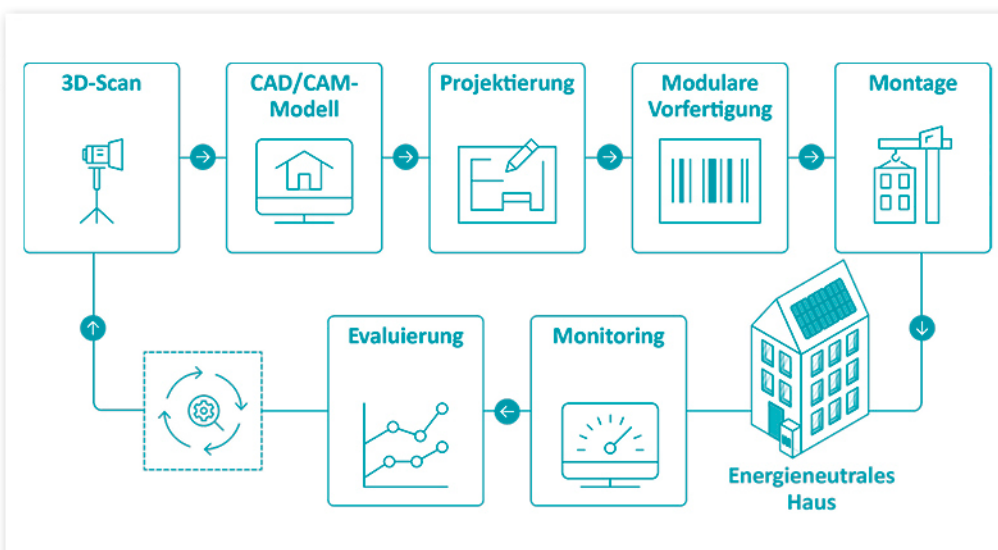 3D-Scan
CAD/CAM-
Modell
Projektierung
Modulare
Vorfertigung
Montage
Evaluierung
Monitoring
Energieneutrales
Haus